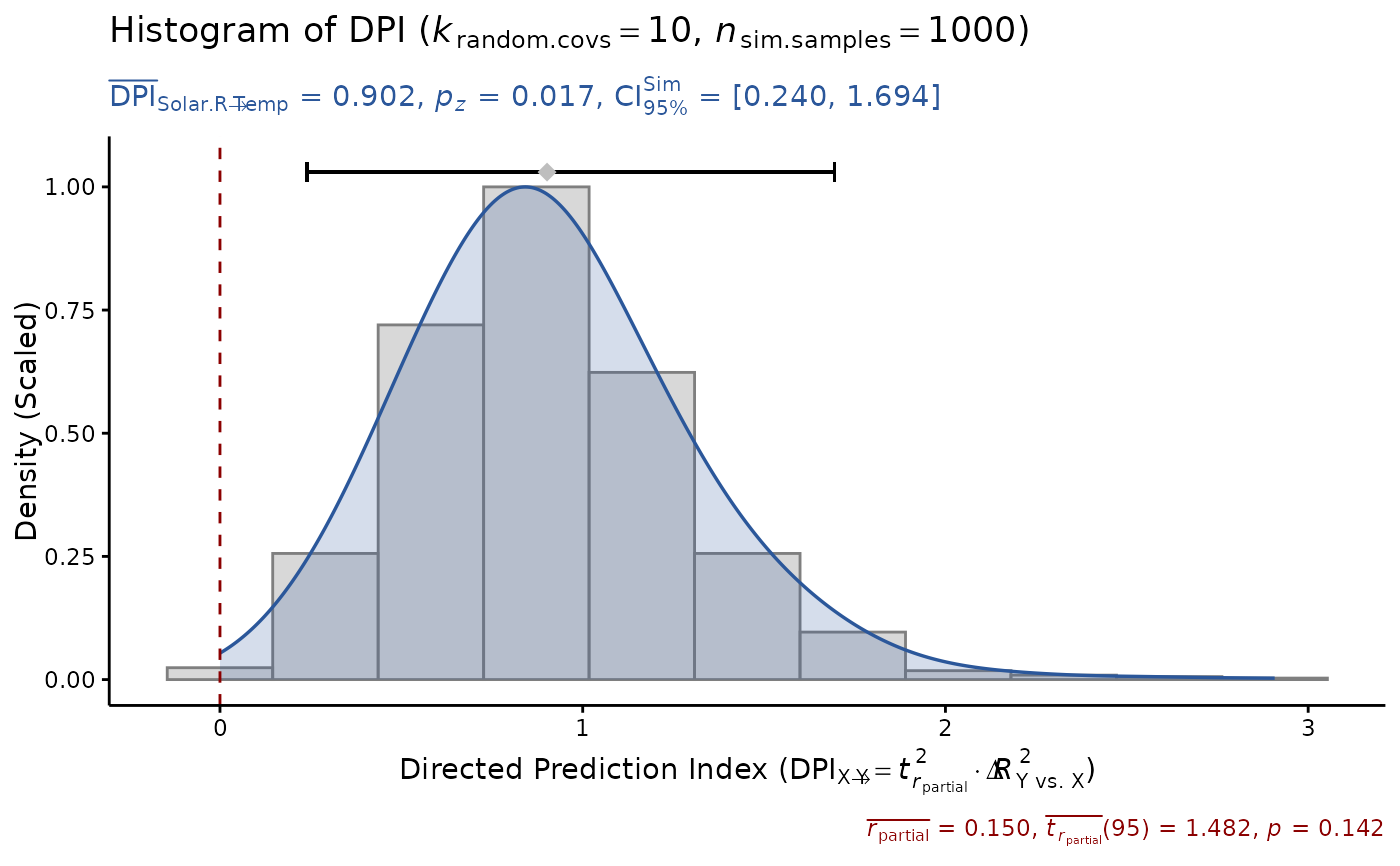 Histogram of DPI (k random.covs = 10, n sim.samples = 1000)
DPI Solar.R→Temp = 0.902, p z = 0.017, CI Sim 95% = [0.240, 1.694]
1.00
0.75
0.50
0.25
0.00
Density (Scaled)
0 1 2 3
Directed Prediction Index (DPI X→Y = t 2 r partial · ΔR 2 Y vs. X)
r partial = 0.150, t r partial (95) = 1.482, p = 0.142